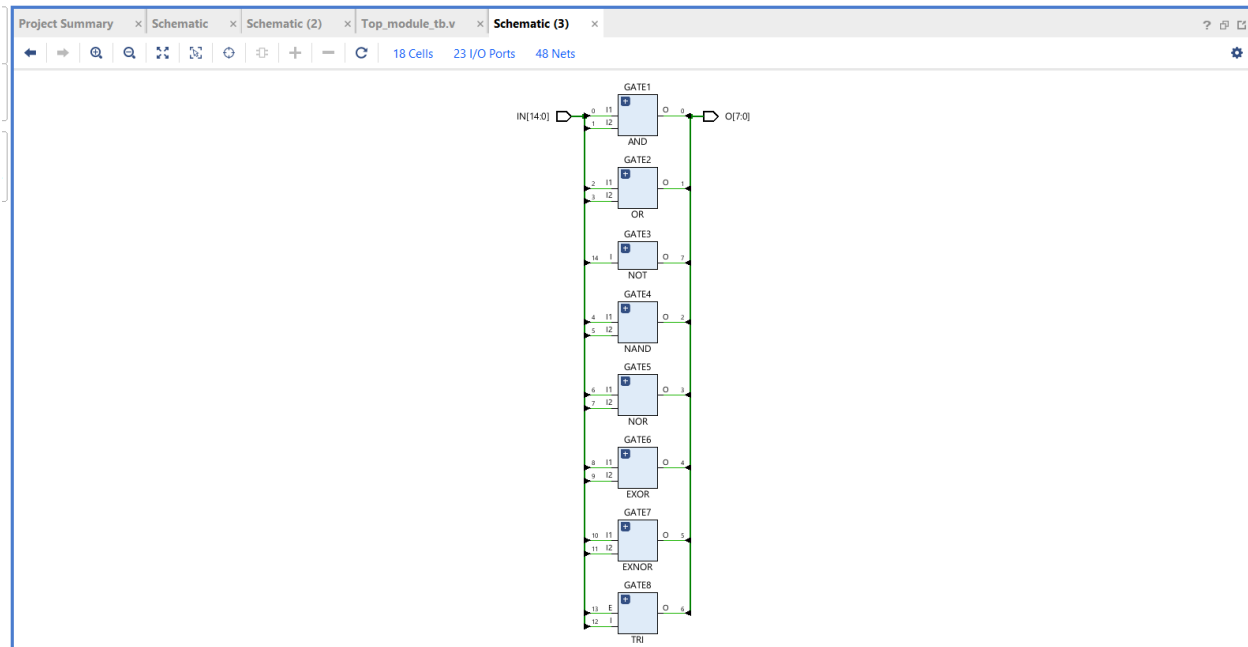 Project Summary × Schematic × Schematic (2) × Top_module_tb.v × Schematic (3) × ?
18 Cells 23 I/O Ports 48 Nets
GATE1
IN[14:0] 0 I1 O 0 O[7:0]
1 I2
AND
GATE2
2 I1 O 1
3 I2
OR
GATE3
14 I O 7
NOT
GATE4
4 I1 O 2
5 I2
NAND
GATE5
6 I1 O 3
7 I2
NOR
GATE6
8 I1 O 4
9 I2
EXOR
GATE7
10 I1 O 5
11 I2
EXNOR
GATE8
13 E O 6
12 I
TRI